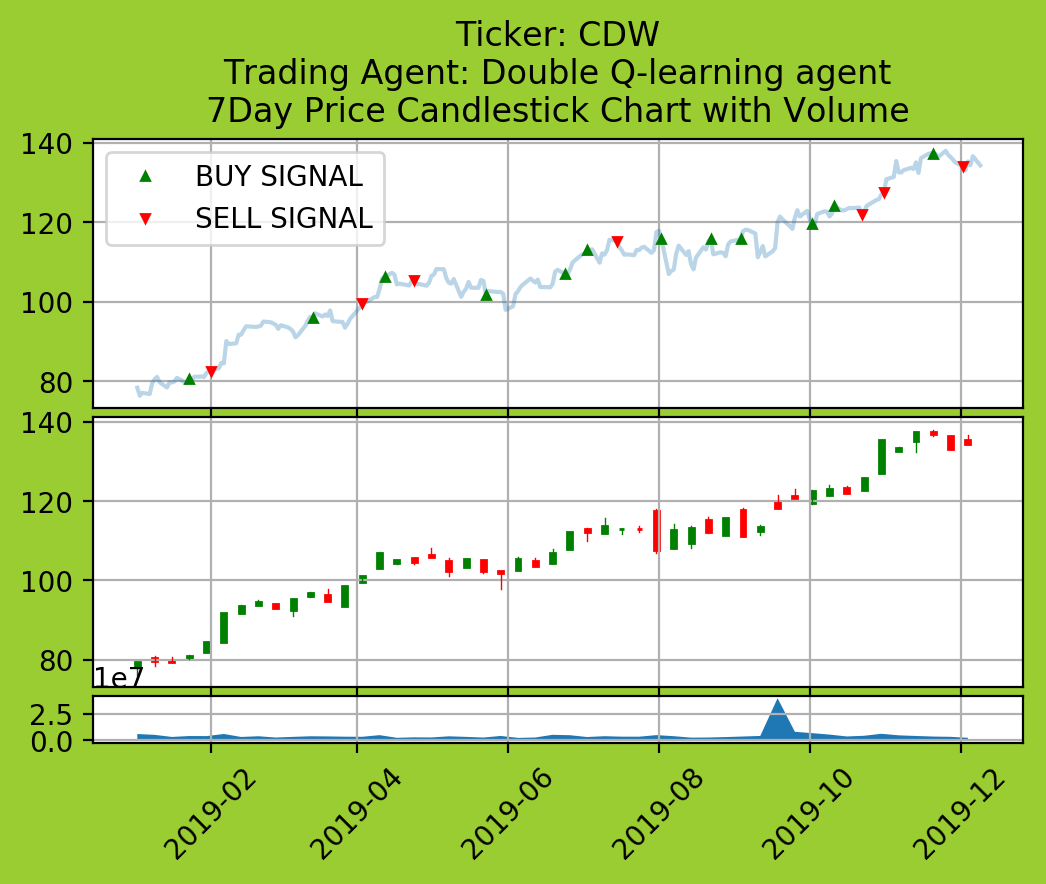 Ticker: CDW
Trading Agent: Double Q-learning agent
7Day Price Candlestick Chart with Volume
140
120
100
80
BUY SIGNAL
SELL SIGNAL
140
120
100
80
1e7
2.5
0.0
2019-02
2019-04
2019-06
2019-08
2019-10
2019-12